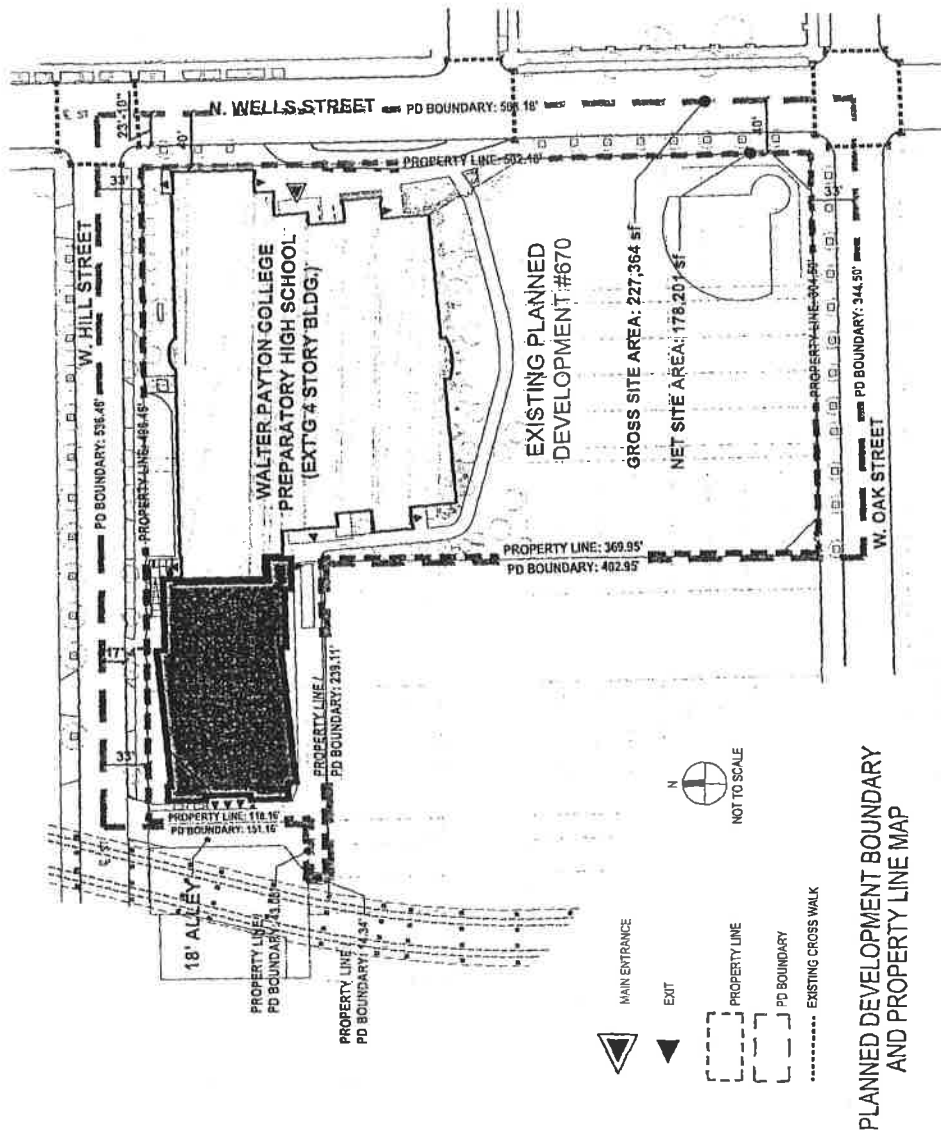 N. WELLS STREET
PD BOUNDARY: 568.18'
23'-10"
40'
PROPERTY LINE: 502.18'
33'
W. HILL STREET
PD BOUNDARY: 536.46'
PROPERTY LINE: 496.46'
WALTER PAYTON COLLEGE
PREPARATORY HIGH SCHOOL
(EXT'G 4 STORY BLDG.)
EXISTING PLANNED
DEVELOPMENT #670
GROSS SITE AREA: 227,364 sf
NET SITE AREA: 178,201 sf
40'
33'
PROPERTY LINE: 304.50'
PD BOUNDARY: 344.50'
W. OAK STREET
PROPERTY LINE: 369.95'
PD BOUNDARY: 402.95'
33'
PROPERTY LINE /
PD BOUNDARY: 239.11'
PROPERTY LINE: 118.16'
PD BOUNDARY: 151.16'
18' ALLEY
PROPERTY LINE/
PD BOUNDARY:
PROPERTY LINE
PD BOUNDARY: 14.34'
N
NOT TO SCALE
MAIN ENTRANCE
EXIT
PROPERTY LINE
PD BOUNDARY
EXISTING CROSS WALK
PLANNED DEVELOPMENT BOUNDARY
AND PROPERTY LINE MAP